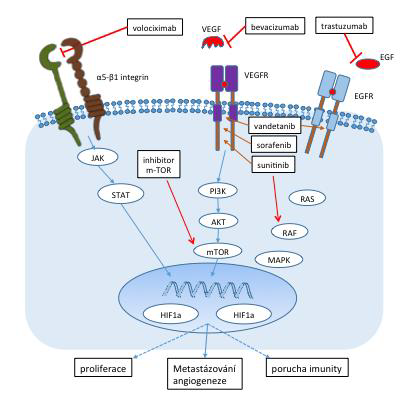 volociximab
VEGF
bevacizumab
trastuzumab
EGF
α5-β1 integrin
VEGFR
EGFR
vandetanib
sorafenib
sunitinib
JAK
inhibitor
m-TOR
STAT
PI3K
RAS
AKT
RAF
mTOR
MAPK
HIF1a
HIF1a
proliferace
Metastázování
angiogeneze
porucha imunity